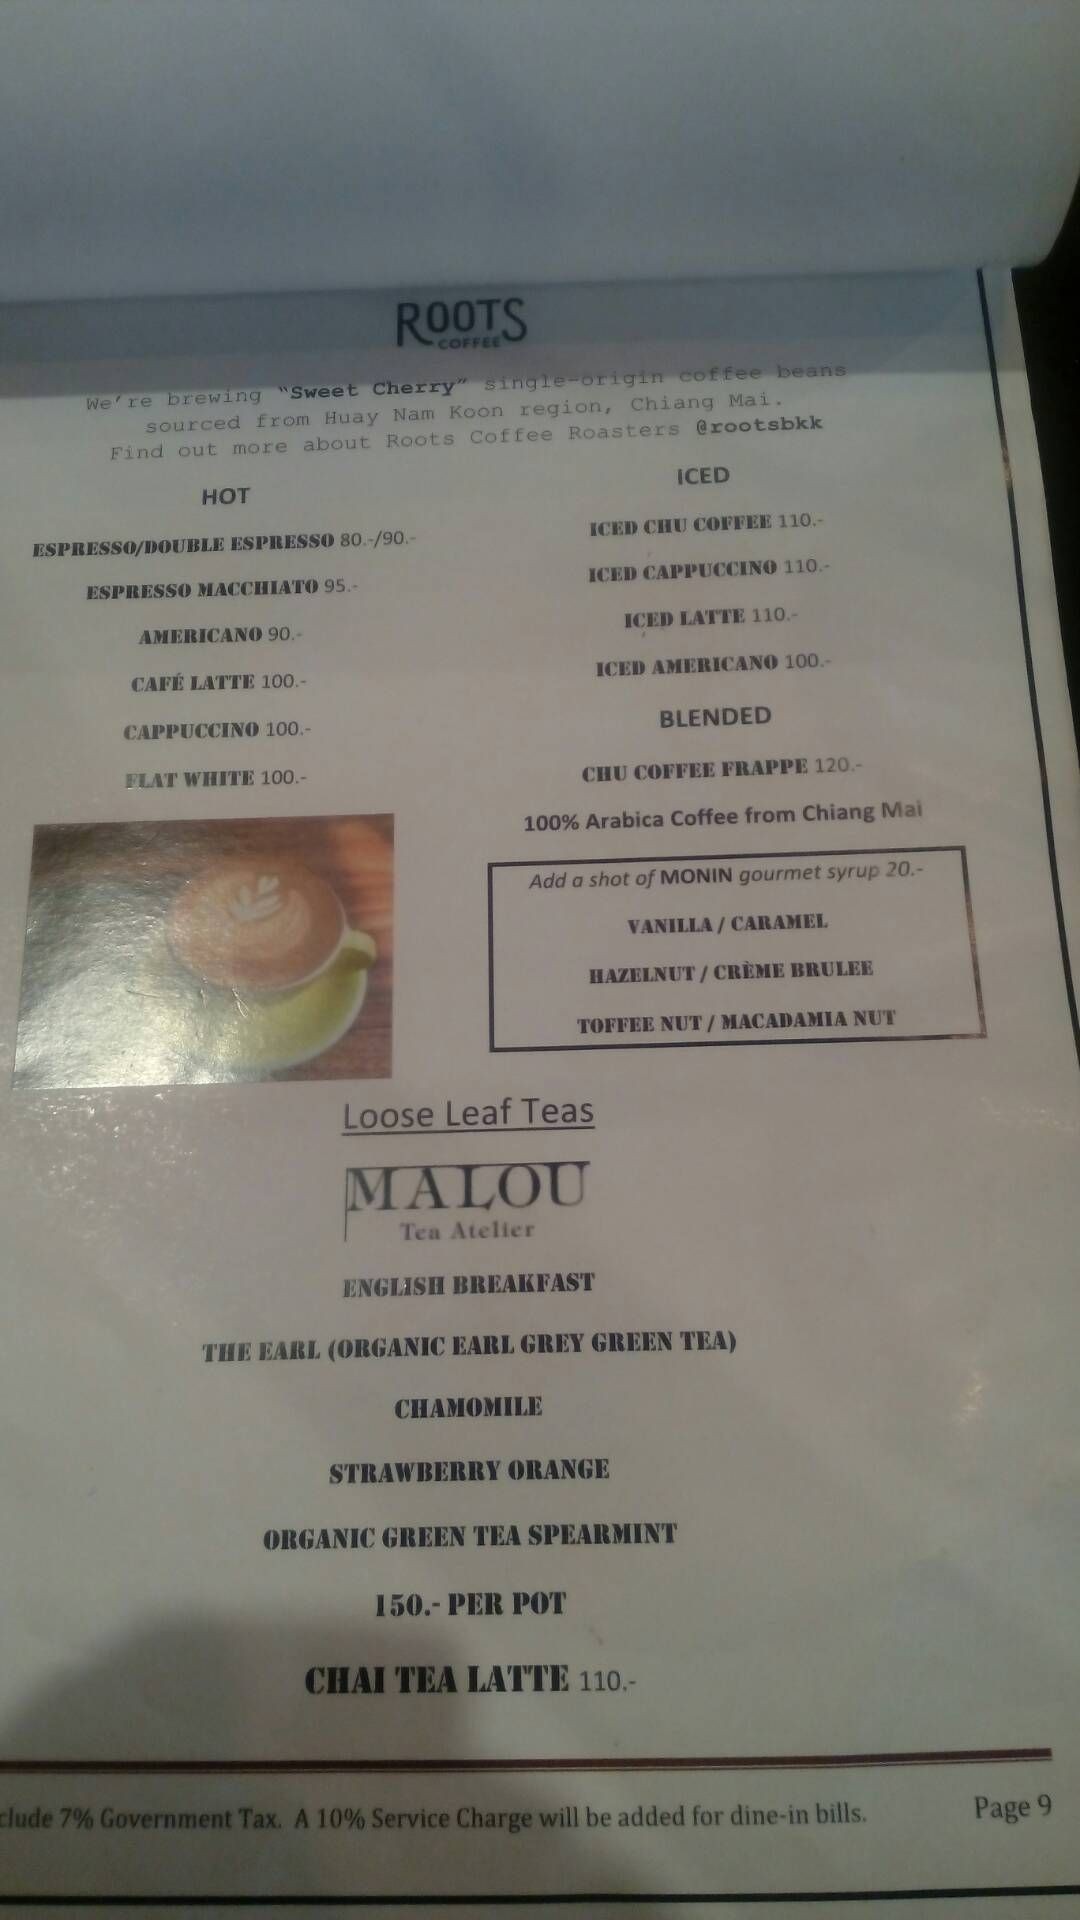 ROOTS
COFFEE
We're brewing "Sweet Cherry" single-origin coffee beans
sourced from Huay Nam Koon region, Chiang Mai.
Find out more about Roots Coffee Roasters @rootsbkk
HOT
ESPRESSO/DOUBLE ESPRESSO 80.-/90.-
ESPRESSO MACCHIATO 95.-
AMERICANO 90.-
CAFÉ LATTE 100.-
CAPPUCCINO 100.-
FLAT WHITE 100.-
ICED
ICED CHU COFFEE 110.-
ICED CAPPUCCINO 110.-
ICED LATTE 110.-
ICED AMERICANO 100.-
BLENDED
CHU COFFEE FRAPPE 120.-
100% Arabica Coffee from Chiang Mai
Add a shot of MONIN gourmet syrup 20.-
VANILLA / CARAMEL
HAZELNUT / CRÈME BRULEE
TOFFEE NUT / MACADAMIA NUT
Loose Leaf Teas
MALOU
Tea Atelier
ENGLISH BREAKFAST
THE EARL (ORGANIC EARL GREY GREEN TEA)
CHAMOMILE
STRAWBERRY ORANGE
ORGANIC GREEN TEA SPEARMINT
150.- PER POT
CHAI TEA LATTE 110.-
clude 7% Government Tax. A 10% Service Charge will be added for dine-in bills.
Page 9